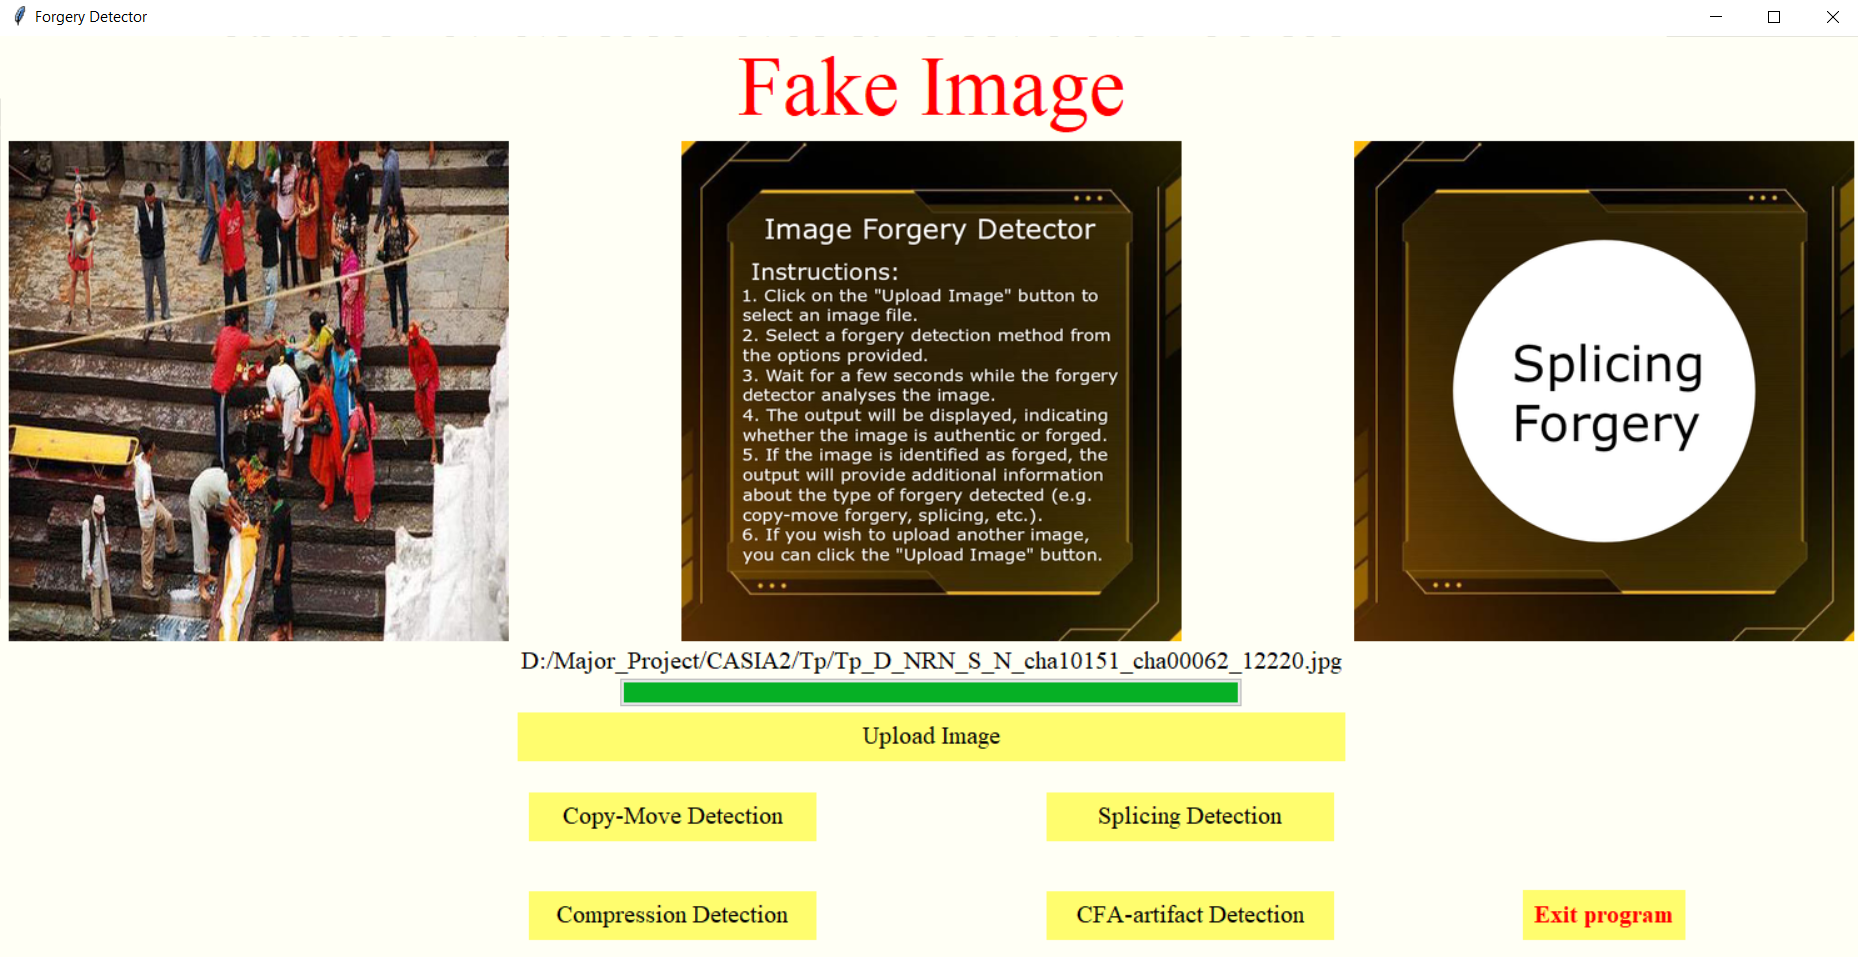 Forgery Detector
Fake Image
Image Forgery Detector
Instructions:
1. Click on the "Upload Image" button to
select an image file.
2. Select a forgery detection method from
the options provided.
3. Wait for a few seconds while the forgery
detector analyses the image.
4. The output will be displayed, indicating
whether the image is authentic or forged.
5. If the image is identified as forged, the
output will provide additional information
about the type of forgery detected (e.g.
copy-move forgery, splicing, etc.).
6. If you wish to upload another image,
you can click the "Upload Image" button.
Splicing
Forgery
D:/Major_Project/CASIA2/Tp/Tp_D_NRN_S_N_cha10151_cha00062_12220.jpg
Upload Image
Copy-Move Detection
Splicing Detection
Compression Detection
CFA-artifact Detection
Exit program